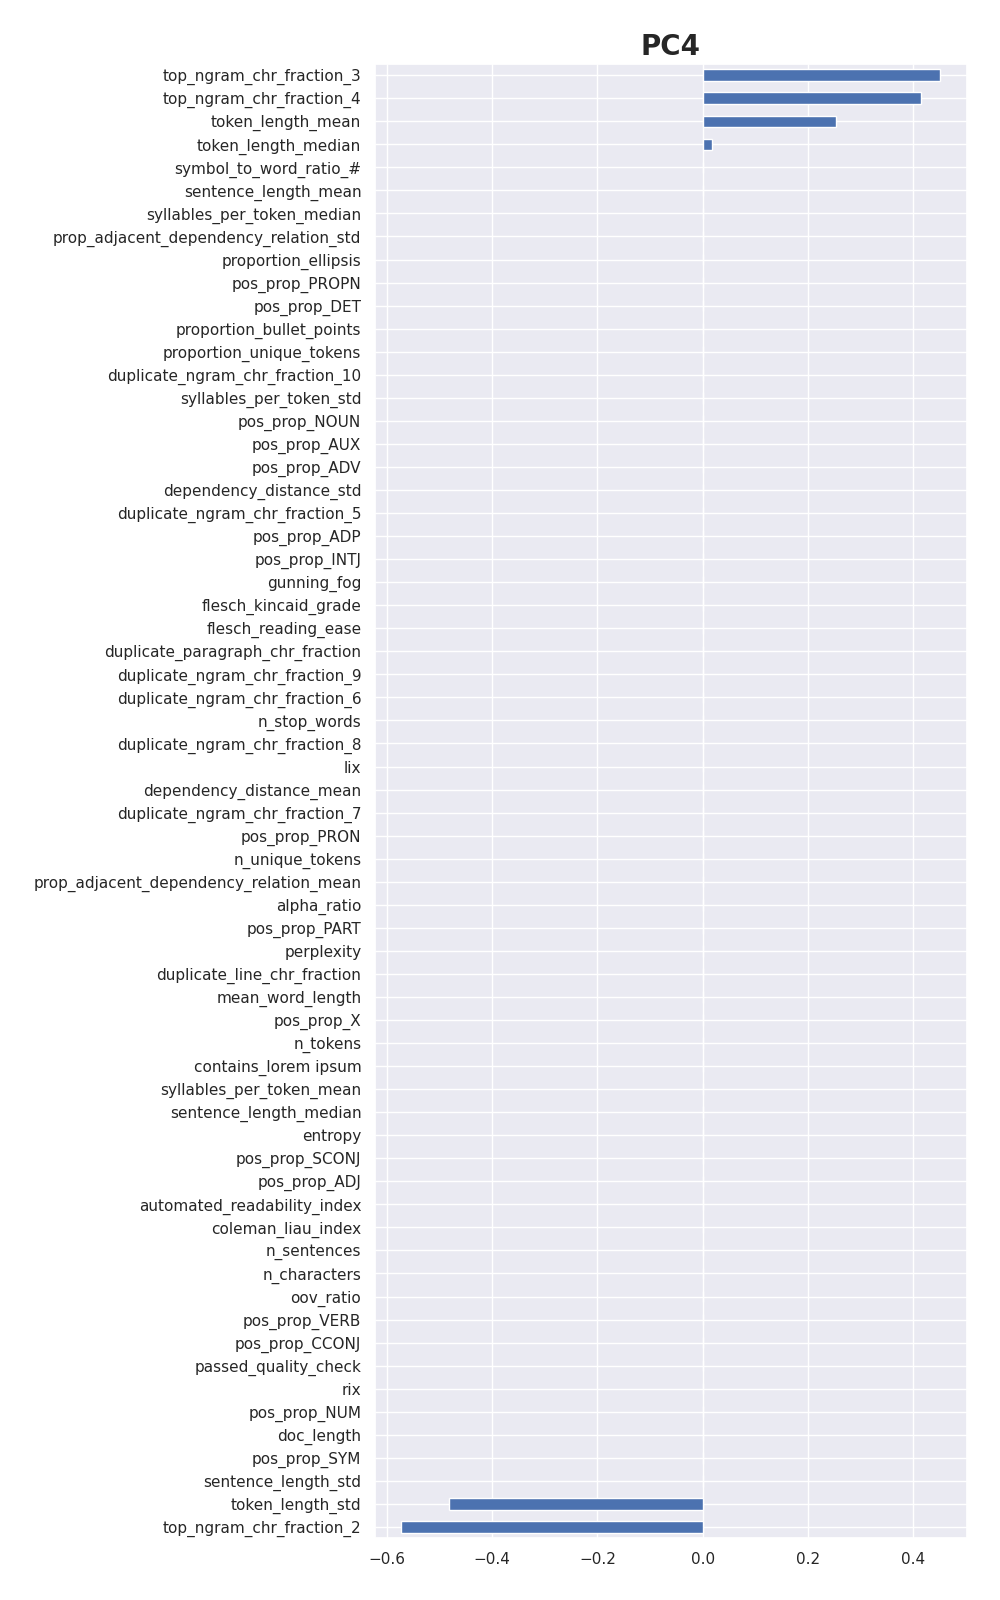 PC4
top_ngram_chr_fraction_3
top_ngram_chr_fraction_4
token_length_mean
token_length_median
symbol_to_word_ratio_#
sentence_length_mean
syllables_per_token_median
prop_adjacent_dependency_relation_std
proportion_ellipsis
pos_prop_PROPN
pos_prop_DET
proportion_bullet_points
proportion_unique_tokens
duplicate_ngram_chr_fraction_10
syllables_per_token_std
pos_prop_NOUN
pos_prop_AUX
pos_prop_ADV
dependency_distance_std
duplicate_ngram_chr_fraction_5
pos_prop_ADP
pos_prop_INTJ
gunning_fog
flesch_kincaid_grade
flesch_reading_ease
duplicate_paragraph_chr_fraction
duplicate_ngram_chr_fraction_9
duplicate_ngram_chr_fraction_6
n_stop_words
duplicate_ngram_chr_fraction_8
lix
dependency_distance_mean
duplicate_ngram_chr_fraction_7
pos_prop_PRON
n_unique_tokens
prop_adjacent_dependency_relation_mean
alpha_ratio
pos_prop_PART
perplexity
duplicate_line_chr_fraction
mean_word_length
pos_prop_X
n_tokens
contains_lorem ipsum
syllables_per_token_mean
sentence_length_median
entropy
pos_prop_SCONJ
pos_prop_ADJ
automated_readability_index
coleman_liau_index
n_sentences
n_characters
oov_ratio
pos_prop_VERB
pos_prop_CCONJ
passed_quality_check
rix
pos_prop_NUM
doc_length
pos_prop_SYM
sentence_length_std
token_length_std
top_ngram_chr_fraction_2
−0.6 −0.4 −0.2 0.0 0.2 0.4